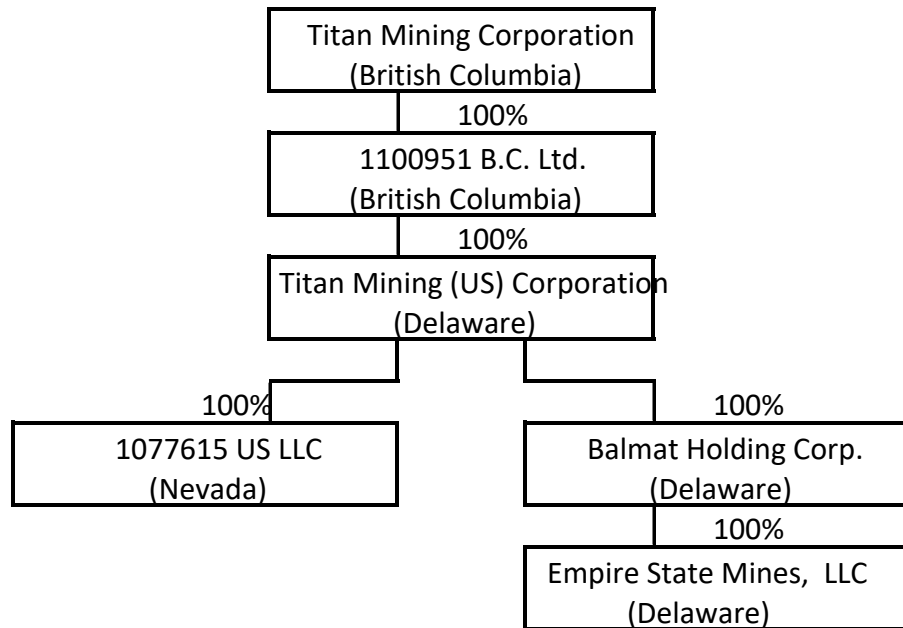 Titan Mining Corporation
(British Columbia)
100%
1100951 B.C. Ltd.
(British Columbia)
100%
Titan Mining (US) Corporation
(Delaware)
100%
100%
1077615 US LLC
(Nevada)
Balmat Holding Corp.
(Delaware)
100%
Empire State Mines, LLC
(Delaware)